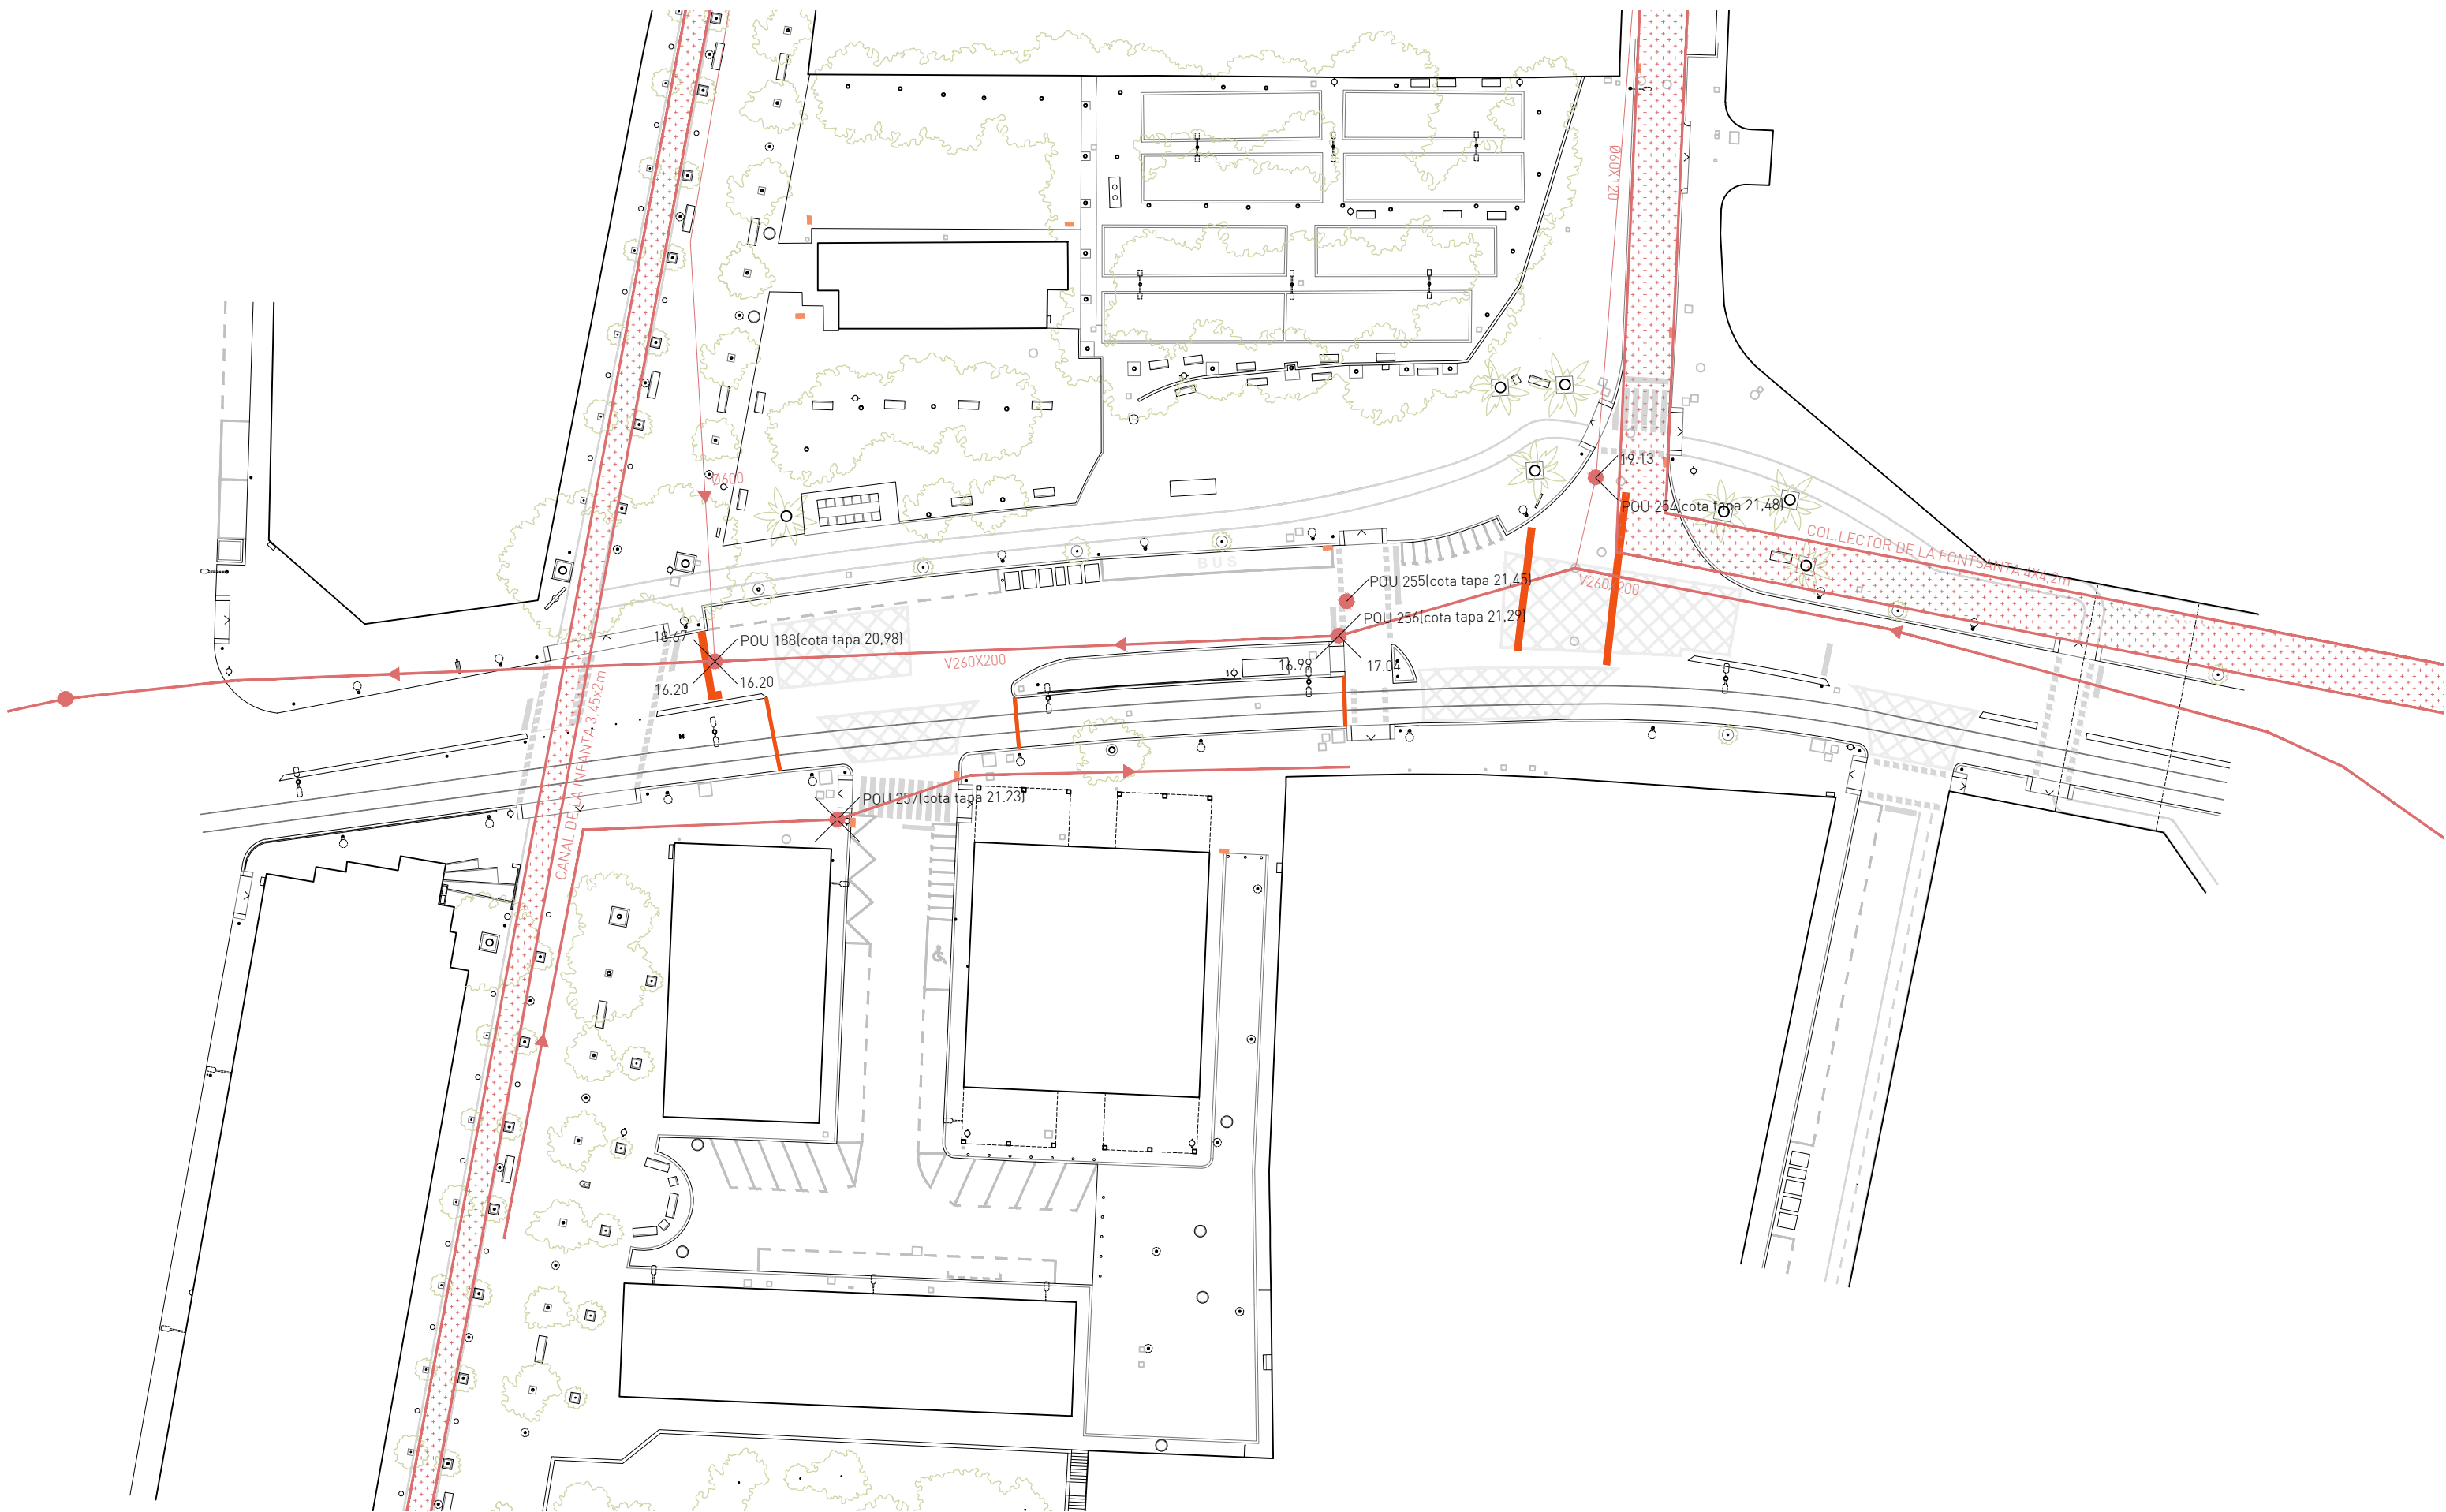 Ø60X120
19.13
Ø600
POU 254(cota tapa 21,48)
COL.LECTOR DE LA FONTSANTA 4X4,2m
BUS
POU 255(cota tapa 21,45)
V260X200
POU 256(cota tapa 21,29)
18.67
POU 188(cota tapa 20,98)
V260X200
16.99
17.04
16.20
16.20
CANAL DE LA INFANTA 3,45x2m
POU 257(cota tapa 21.23)